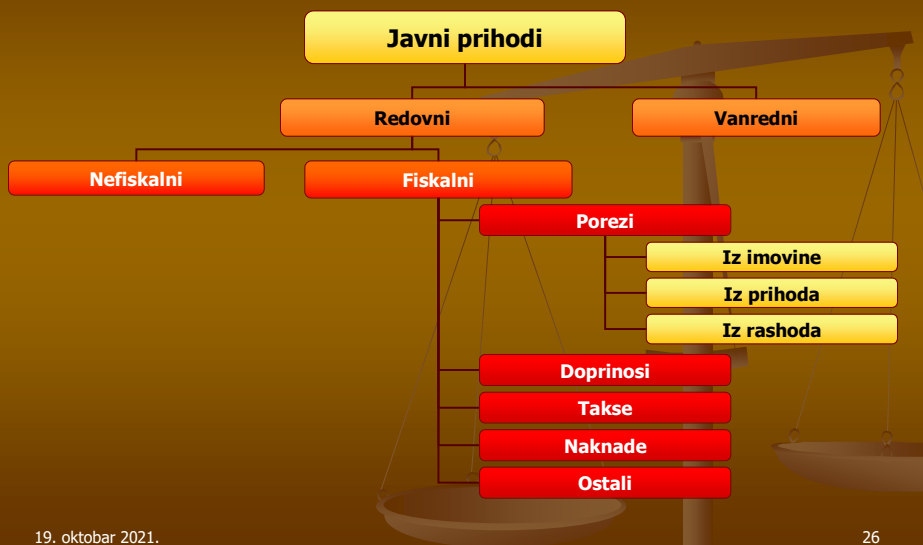 Javni prihodi
Redovni
Vanredni
Nefiskalni
Fiskalni
Porezi
Iz imovine
Iz prihoda
Iz rashoda
Doprinosi
Takse
Naknade
Ostali
19. oktobar 2021.
26